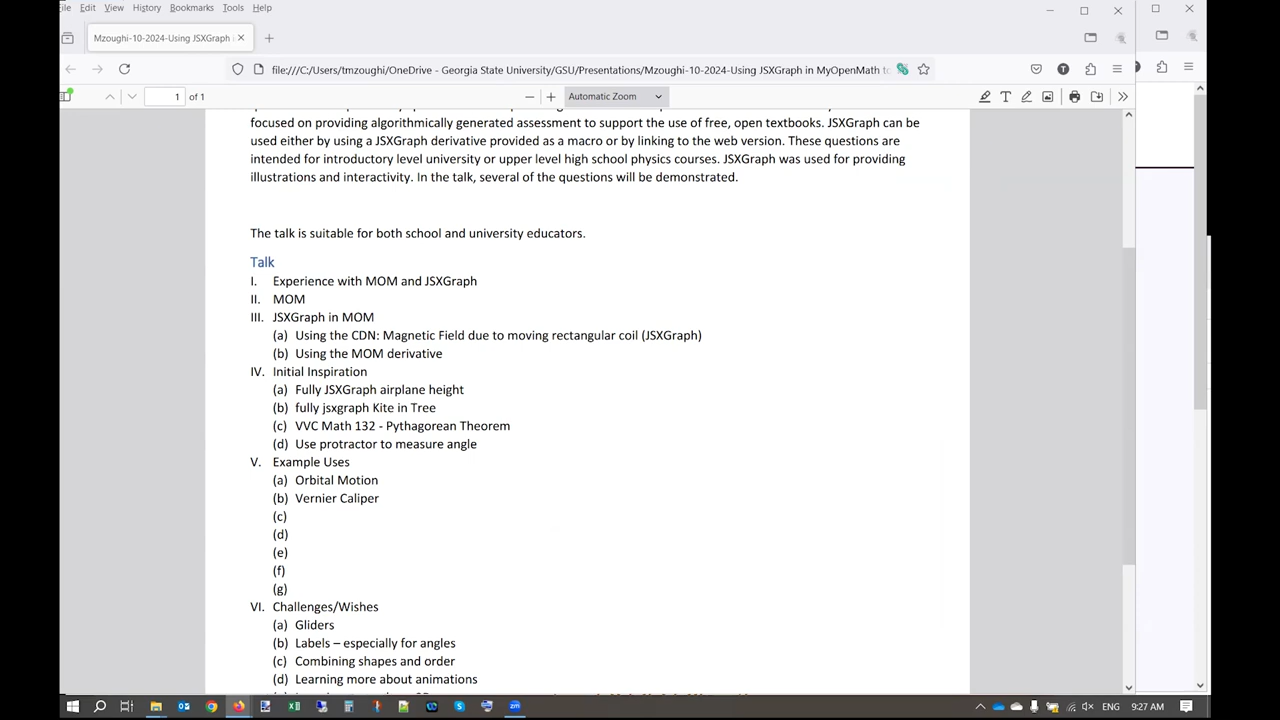 File Edit View History Bookmarks Tools Help
Mzoughi-10-2024-Using JSXGraph
file:///C:/Users/tmzoughi/OneDrive - Georgia State University/GSU/Presentations/Mzoughi-10-2024-Using JSXGraph in MyOpenMath to
1 of 1
Automatic Zoom
focused on providing algorithmically generated assessment to support the use of free, open textbooks. JSXGraph can be
used either by using a JSXGraph derivative provided as a macro or by linking to the web version. These questions are
intended for introductory level university or upper level high school physics courses. JSXGraph was used for providing
illustrations and interactivity. In the talk, several of the questions will be demonstrated.
The talk is suitable for both school and university educators.
Talk
I. Experience with MOM and JSXGraph
II. MOM
III. JSXGraph in MOM
(a) Using the CDN: Magnetic Field due to moving rectangular coil (JSXGraph)
(b) Using the MOM derivative
IV. Initial Inspiration
(a) Fully JSXGraph airplane height
(b) fully jsxgraph Kite in Tree
(c) VVC Math 132 - Pythagorean Theorem
(d) Use protractor to measure angle
V. Example Uses
(a) Orbital Motion
(b) Vernier Caliper
(c)
(d)
(e)
(f)
(g)
VI. Challenges/Wishes
(a) Gliders
(b) Labels – especially for angles
(c) Combining shapes and order
(d) Learning more about animations
ENG 9:27 AM